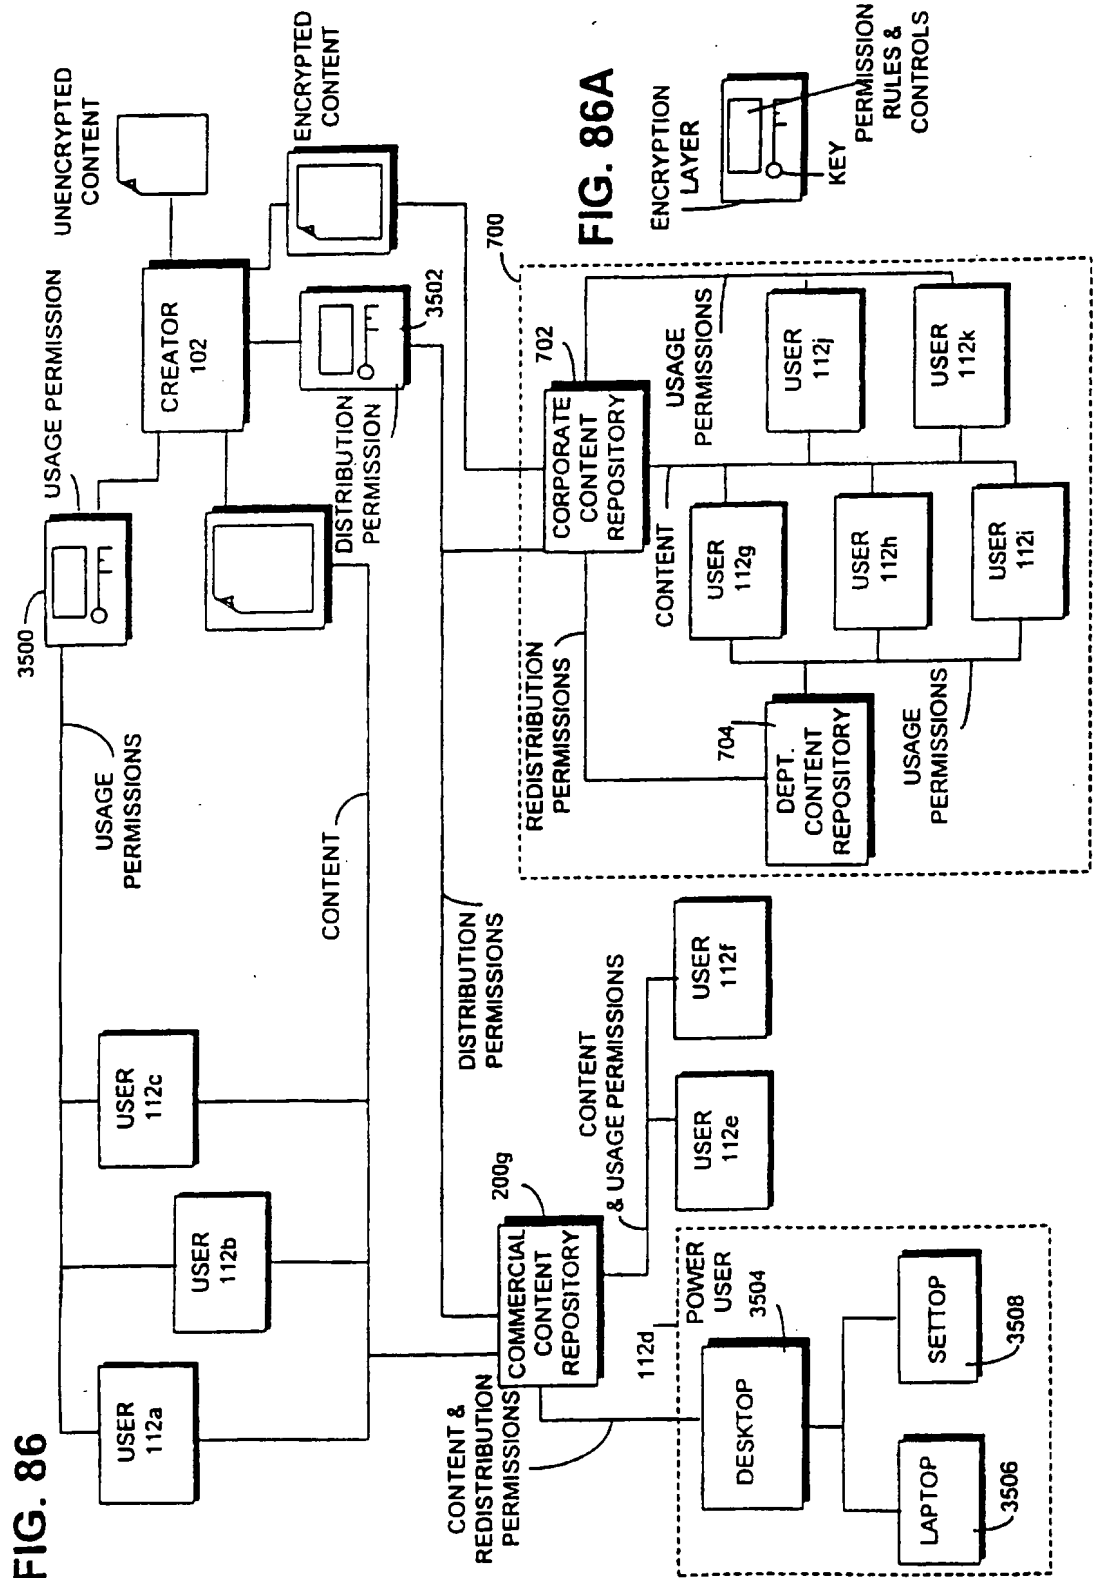 FIG. 86
UNENCRYPTED
CONTENT
USAGE PERMISSION
3500
CREATOR
102
ENCRYPTED
CONTENT
DISTRIBUTION
PERMISSION
3502
USAGE
PERMISSIONS
CONTENT
USER
112a
USER
112b
USER
112c
DISTRIBUTION
PERMISSIONS
COMMERCIAL
CONTENT
REPOSITORY
200g
CONTENT &
REDISTRIBUTION
PERMISSIONS
CONTENT
& USAGE PERMISSIONS
USER
112e
USER
112f
112d
POWER
USER
3504
DESKTOP
LAPTOP
3506
SETTOP
3508
700
CORPORATE
CONTENT
REPOSITORY
702
REDISTRIBUTION
PERMISSIONS
CONTENT
USAGE
PERMISSIONS
704
DEPT.
CONTENT
REPOSITORY
USAGE
PERMISSIONS
USER
112g
USER
112h
USER
112i
USER
112j
USER
112k
FIG. 86A
ENCRYPTION
LAYER
KEY
PERMISSION
RULES &
CONTROLS